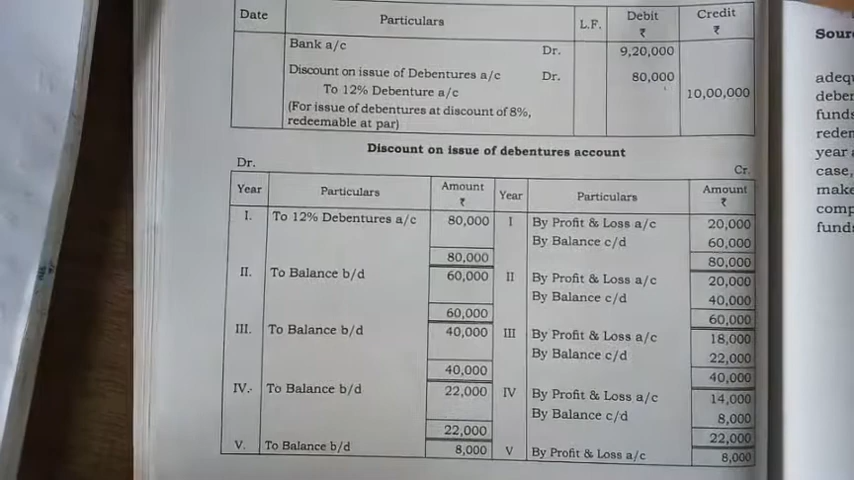 Date Particulars L.F. Debit ₹ Credit ₹
Bank a/c Dr. 9,20,000
Discount on issue of Debentures a/c Dr. 80,000
To 12% Debenture a/c 10,00,000
(For issue of debentures at discount of 8%,
redeemable at par)
Discount on issue of debentures account
Dr. Cr.
Year Particulars Amount ₹ Year Particulars Amount ₹
I. To 12% Debentures a/c 80,000 I By Profit & Loss a/c 20,000
By Balance c/d 60,000
80,000 80,000
II. To Balance b/d 60,000 II By Profit & Loss a/c 20,000
By Balance c/d 40,000
60,000 60,000
III. To Balance b/d 40,000 III By Profit & Loss a/c 18,000
By Balance c/d 22,000
40,000 40,000
IV. To Balance b/d 22,000 IV By Profit & Loss a/c 14,000
By Balance c/d 8,000
22,000 22,000
V. To Balance b/d 8,000 V By Profit & Loss a/c 8,000
year
case,
make